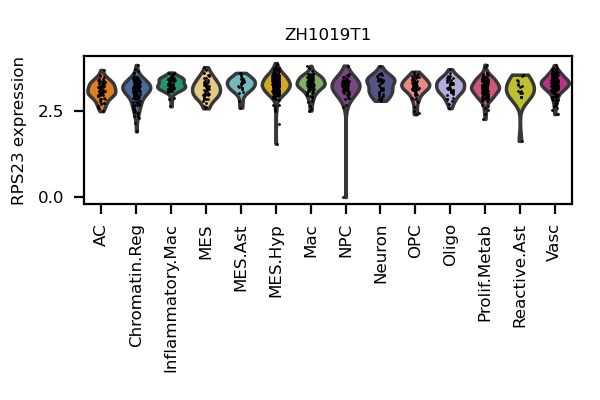 ZH1019T1
RPS23 expression
2.5
0.0
AC
Chromatin.Reg
Inflammatory.Mac
MES
MES.Ast
MES.Hyp
Mac
NPC
Neuron
OPC
Oligo
Prolif.Metab
Reactive.Ast
Vasc